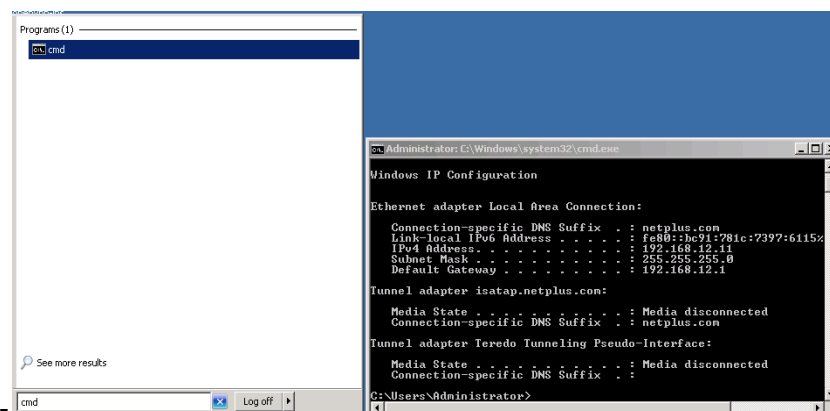 Programs (1)
cmd
See more results
cmd
Log off
Administrator: C:\Windows\system32\cmd.exe
Windows IP Configuration
Ethernet adapter Local Area Connection:
Connection-specific DNS Suffix . : netplus.com
Link-local IPv6 Address . . . . . : fe80::bc91:781c:7397:6115%
IPv4 Address. . . . . . . . . . . : 192.168.12.11
Subnet Mask . . . . . . . . . . . : 255.255.255.0
Default Gateway . . . . . . . . . : 192.168.12.1
Tunnel adapter isatap.netplus.com:
Media State . . . . . . . . . . . : Media disconnected
Connection-specific DNS Suffix . : netplus.com
Tunnel adapter Teredo Tunneling Pseudo-Interface:
Media State . . . . . . . . . . . : Media disconnected
Connection-specific DNS Suffix . :
C:\Users\Administrator>